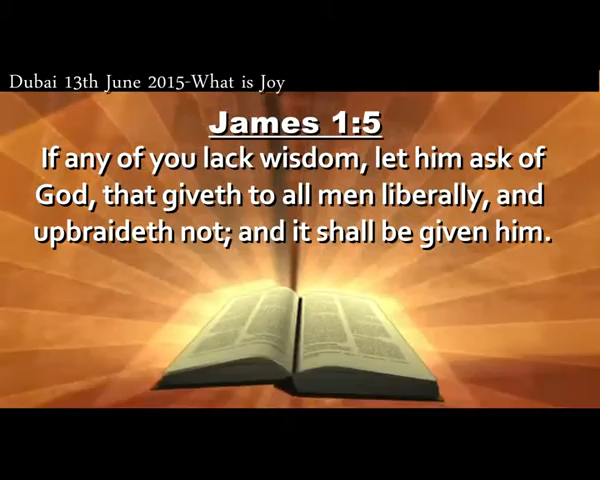 Dubai 13th June 2015-What is Joy
James 1:5
If any of you lack wisdom, let him ask of
God, that giveth to all men liberally, and
upbraideth not; and it shall be given him.